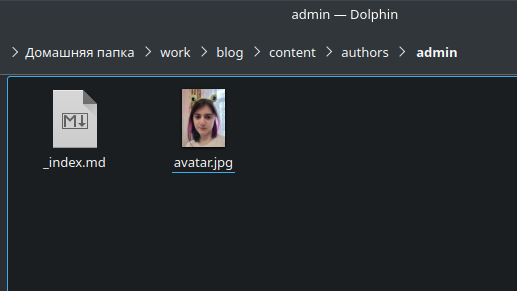 admin — Dolphin
Домашняя папка work blog content authors admin
_index.md avatar.jpg